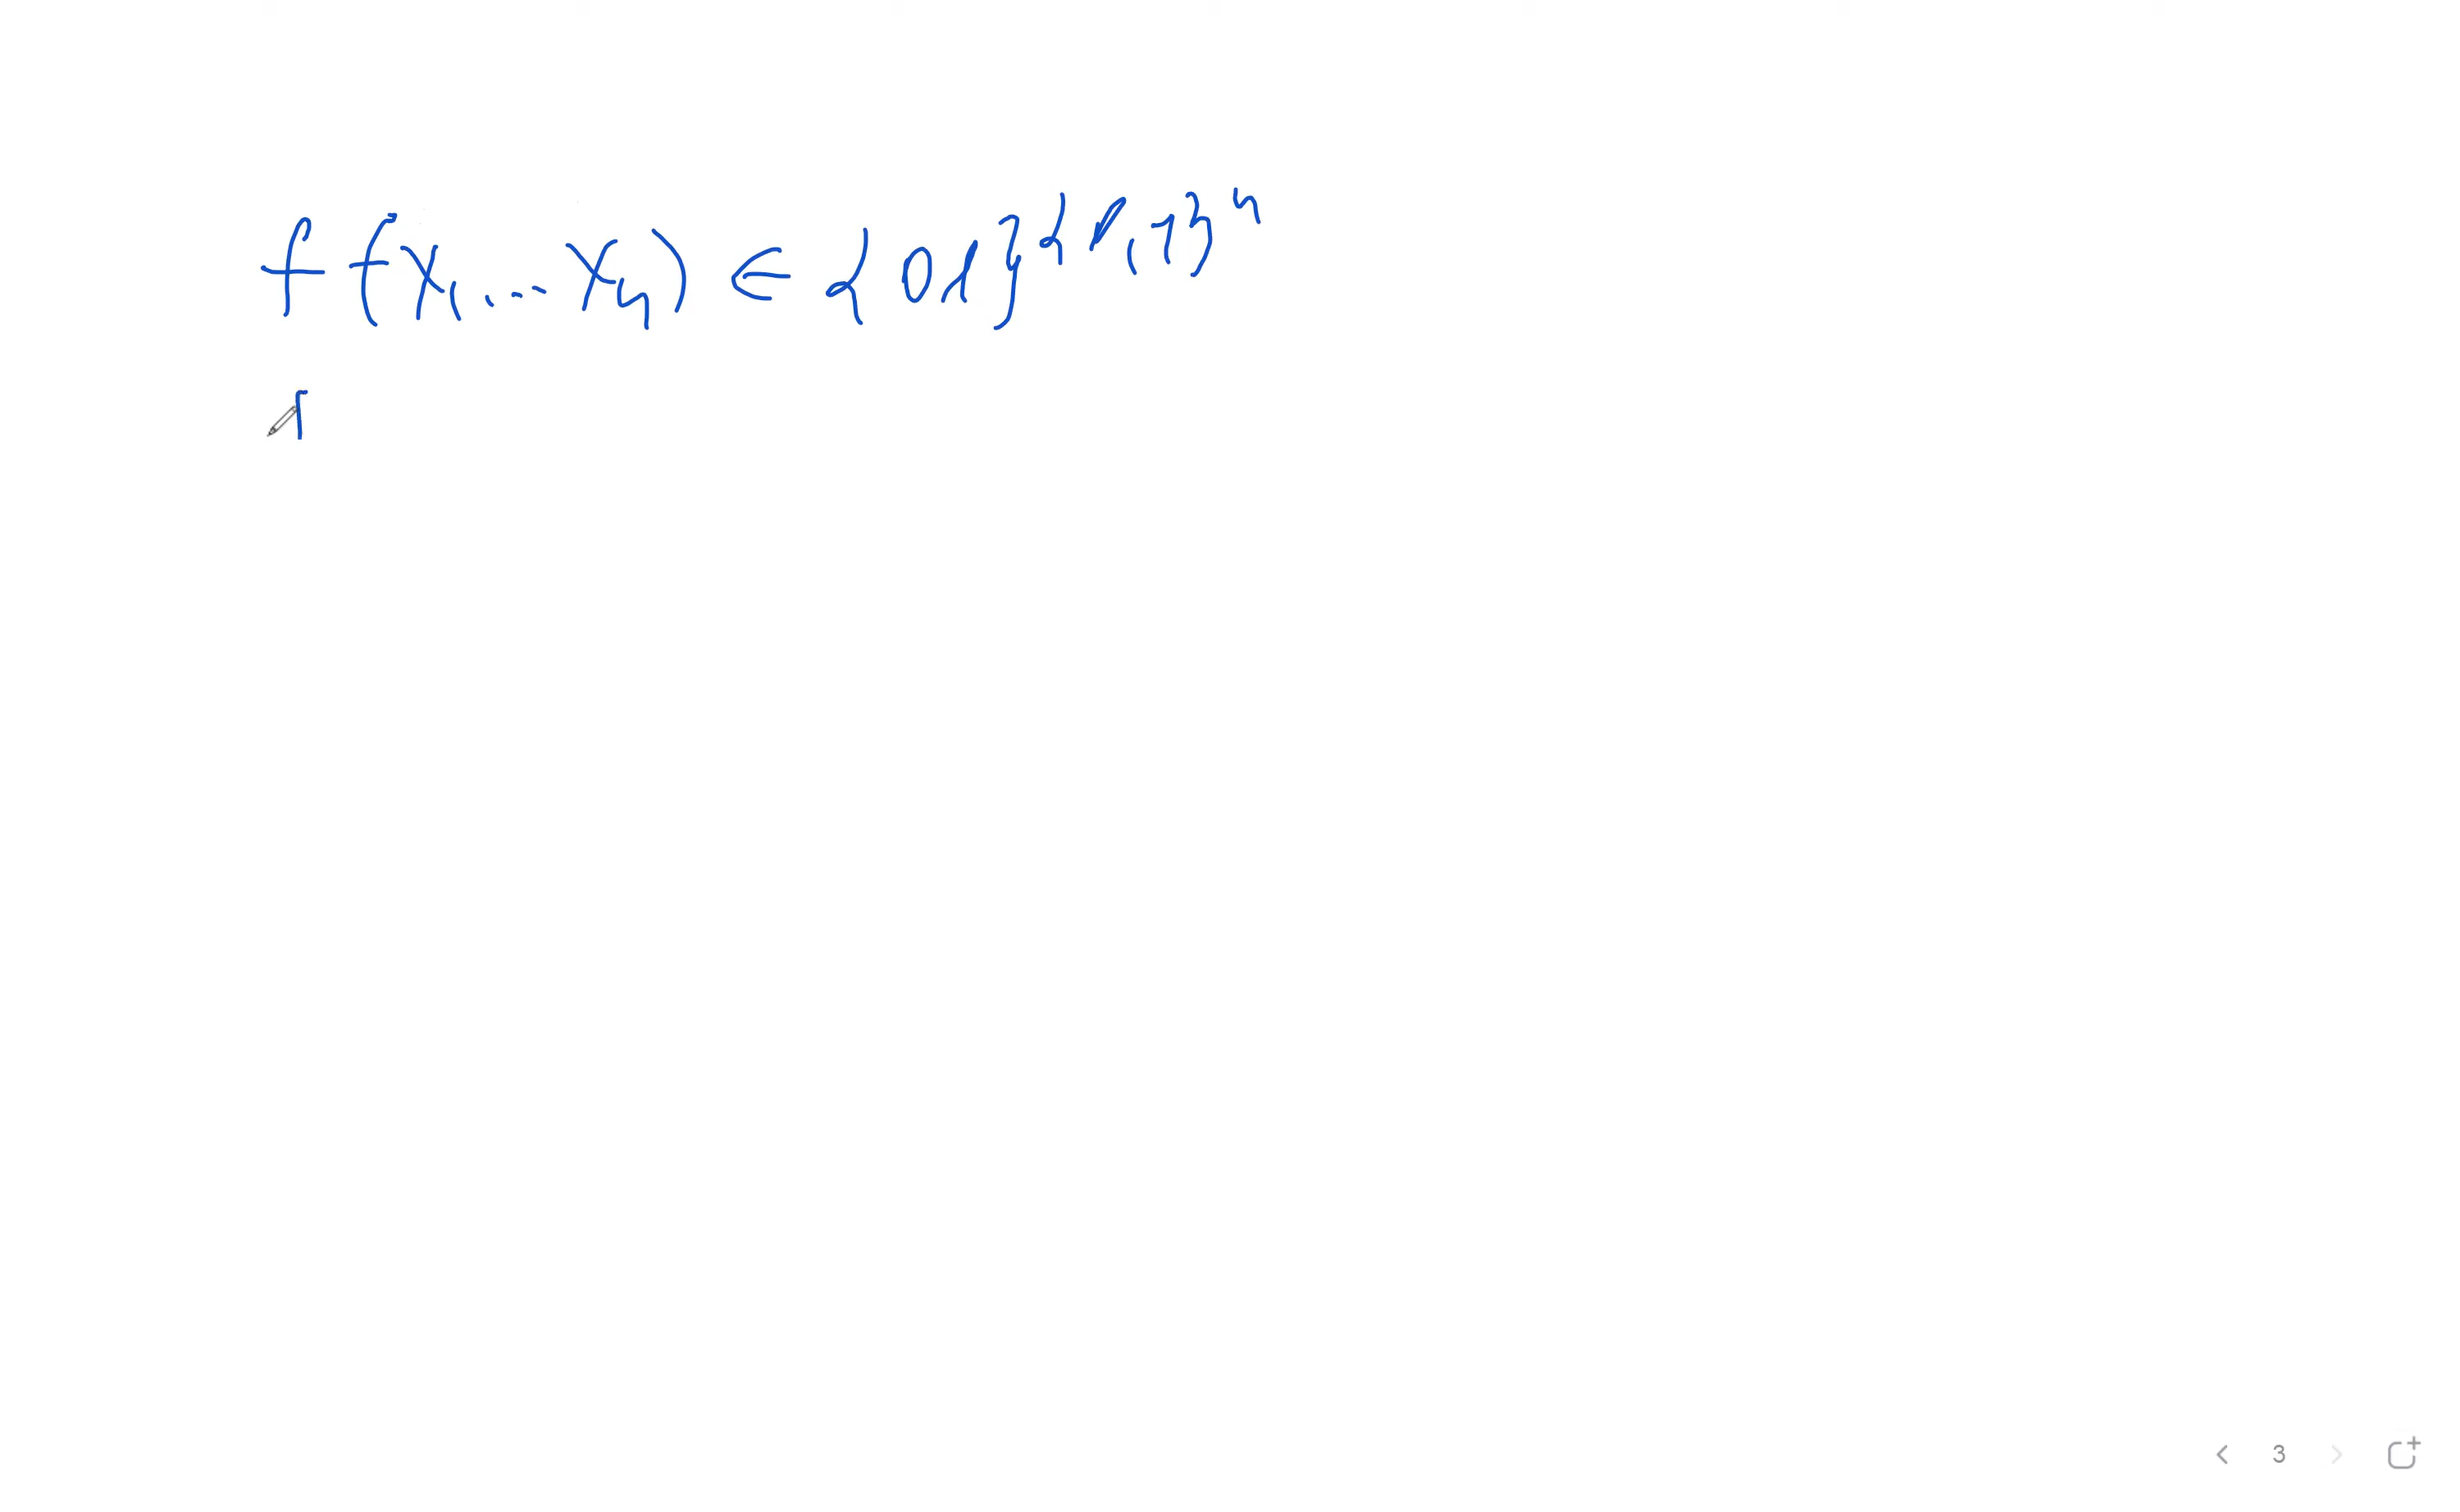 f(x₁ ... xₙ) ∈ {0,1}^{{0,1}ⁿ}
3